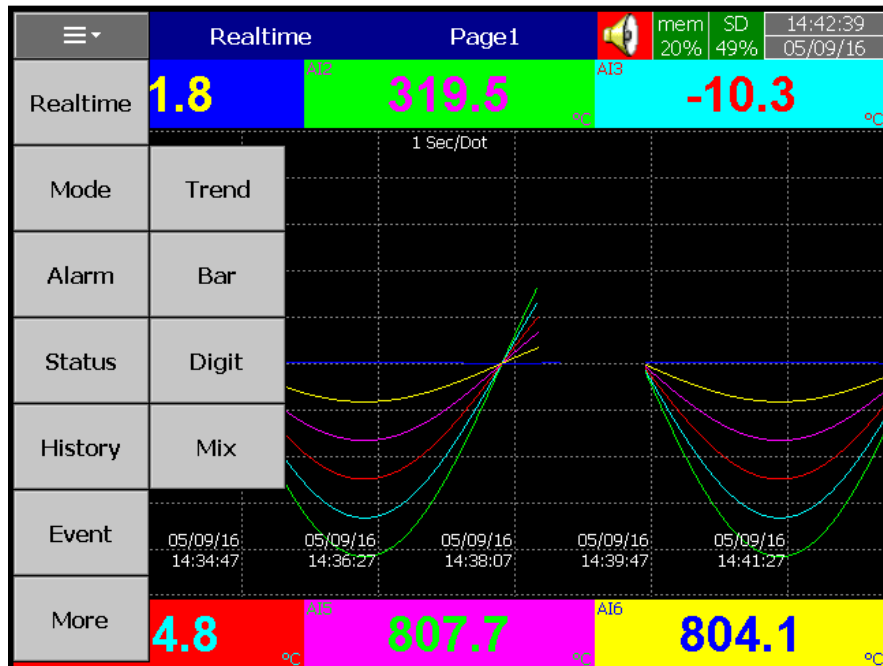 Realtime
Page1
mem
20%
SD
49%
14:42:39
05/09/16
Realtime
1.8
AI2
319.5
°C
AI3
-10.3
°C
1 Sec/Dot
Mode
Trend
Alarm
Bar
Status
Digit
History
Mix
Event
More
05/09/16
14:34:47
05/09/16
14:36:27
05/09/16
14:38:07
05/09/16
14:39:47
05/09/16
14:41:27
4.8
°C
AI5
807.7
°C
AI6
804.1
°C